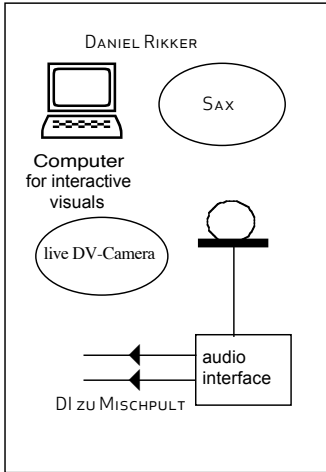 DANIEL RIKKER
SAX
Computer
for interactive
visuals
live DV-Camera
audio
interface
DI ZU MISCHPULT